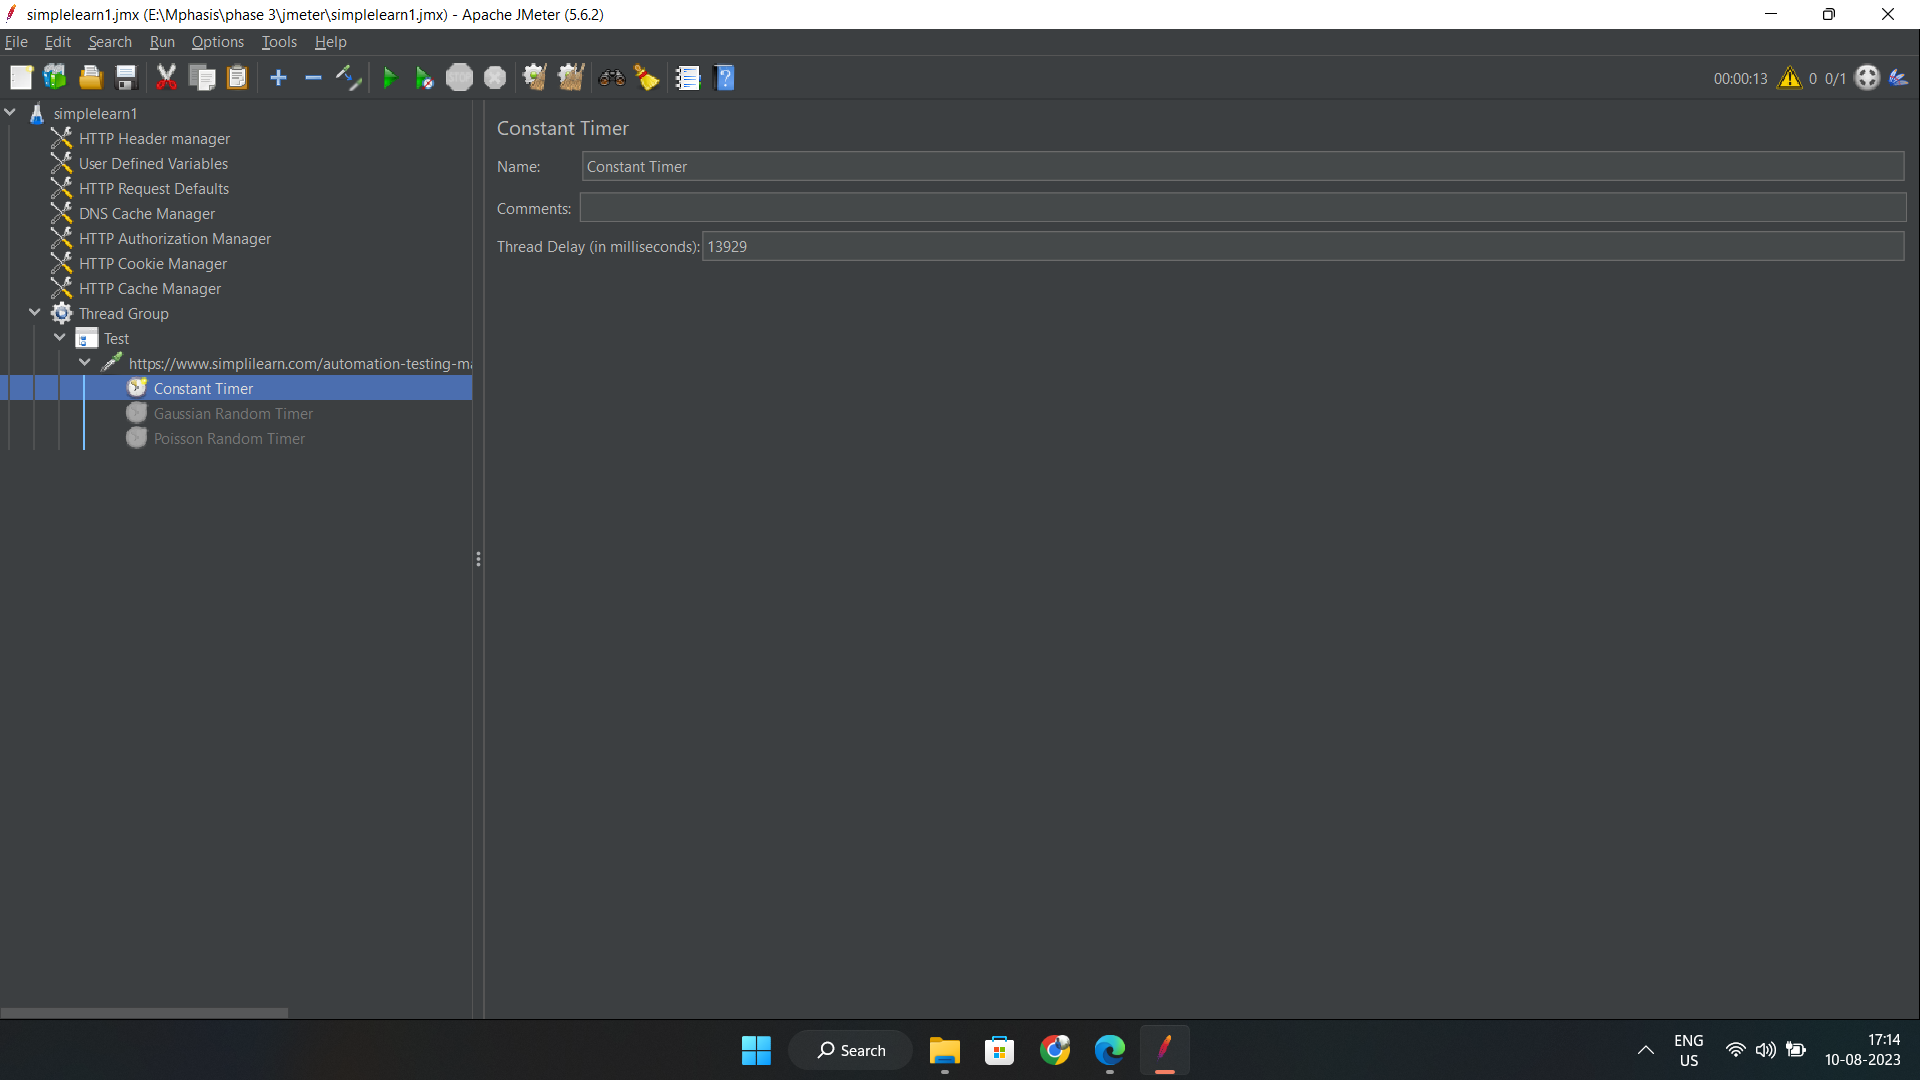 simplelearn1.jmx (E:\Mphasis\phase 3\jmeter\simplelearn1.jmx) - Apache JMeter (5.6.2)
File Edit Search Run Options Tools Help
STOP
00:00:13 0 0/1
simplelearn1
HTTP Header manager
User Defined Variables
HTTP Request Defaults
DNS Cache Manager
HTTP Authorization Manager
HTTP Cookie Manager
HTTP Cache Manager
Thread Group
Test
https://www.simplilearn.com/automation-testing-ma
Constant Timer
Gaussian Random Timer
Poisson Random Timer
Constant Timer
Name: Constant Timer
Comments:
Thread Delay (in milliseconds): 13929
Search
ENG
US
17:14
10-08-2023